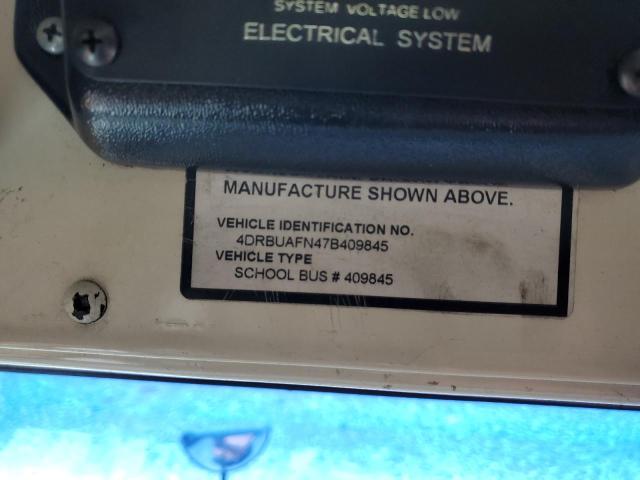 SYSTEM VOLTAGE LOW
ELECTRICAL SYSTEM
MANUFACTURE SHOWN ABOVE.
VEHICLE IDENTIFICATION NO.
4DRBUAFN47B409845
VEHICLE TYPE
SCHOOL BUS # 409845